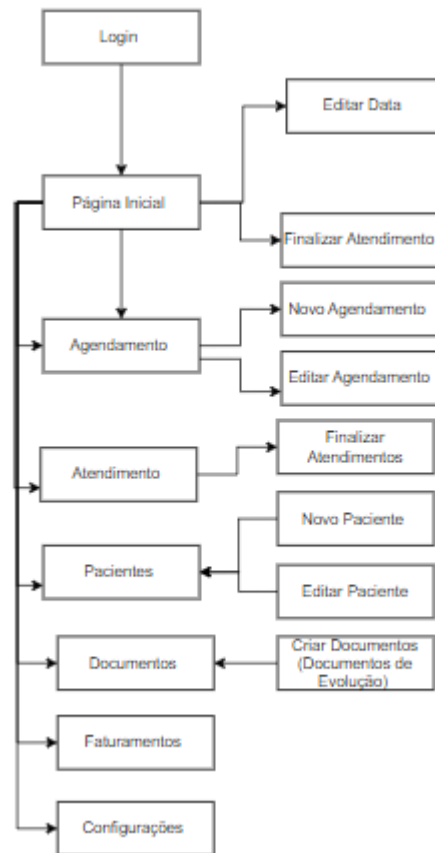 Login
Editar Data
Página Inicial
Finalizar Atendimento
Novo Agendamento
Agendamento
Editar Agendamento
Finalizar
Atendimentos
Atendimento
Novo Paciente
Pacientes
Editar Paciente
Criar Documentos
(Documentos de
Evolução)
Documentos
Faturamentos
Configurações